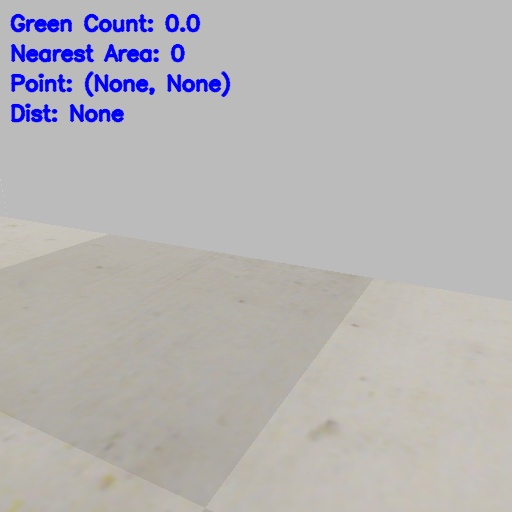 Green Count: 0.0
Nearest Area: 0
Point: (None, None)
Dist: None